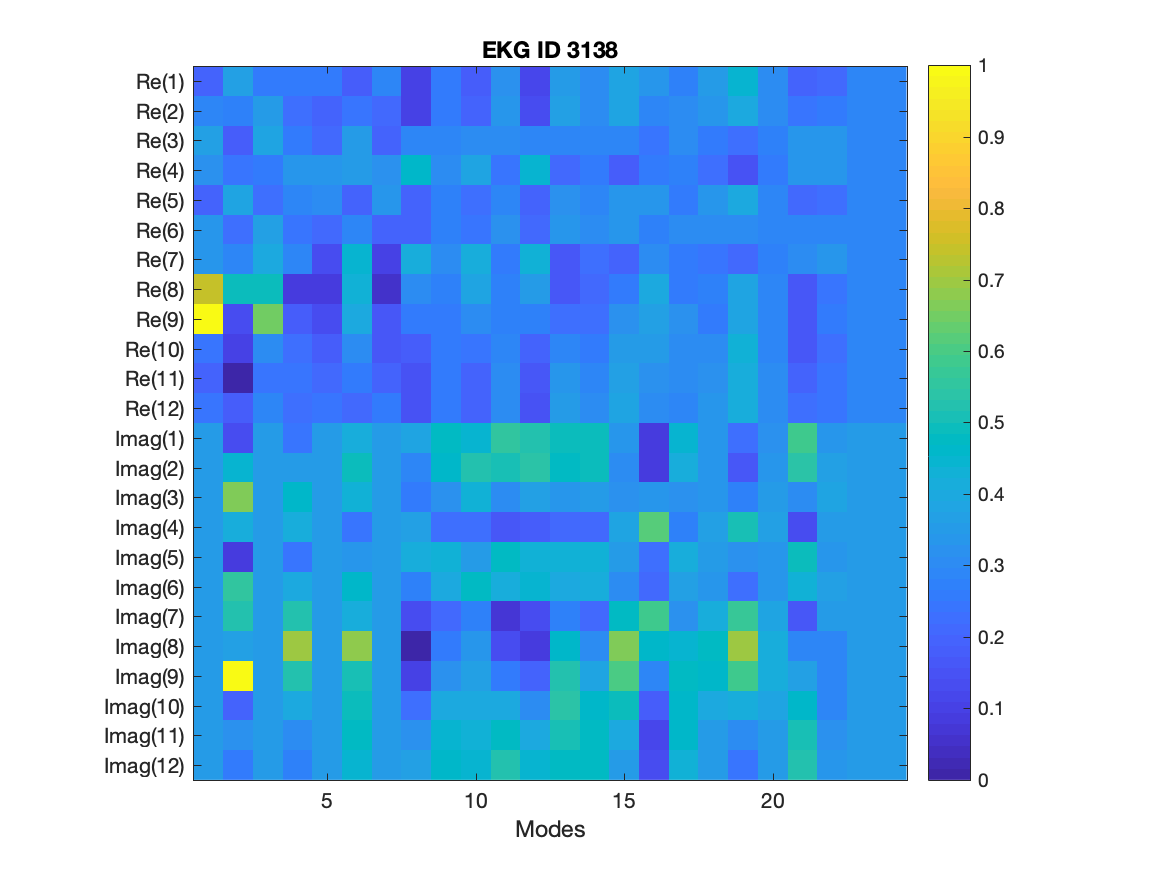 EKG ID 3138
Re(1)
Re(2)
Re(3)
Re(4)
Re(5)
Re(6)
Re(7)
Re(8)
Re(9)
Re(10)
Re(11)
Re(12)
Imag(1)
Imag(2)
Imag(3)
Imag(4)
Imag(5)
Imag(6)
Imag(7)
Imag(8)
Imag(9)
Imag(10)
Imag(11)
Imag(12)
5 10 15 20
Modes
1
0.9
0.8
0.7
0.6
0.5
0.4
0.3
0.2
0.1
0